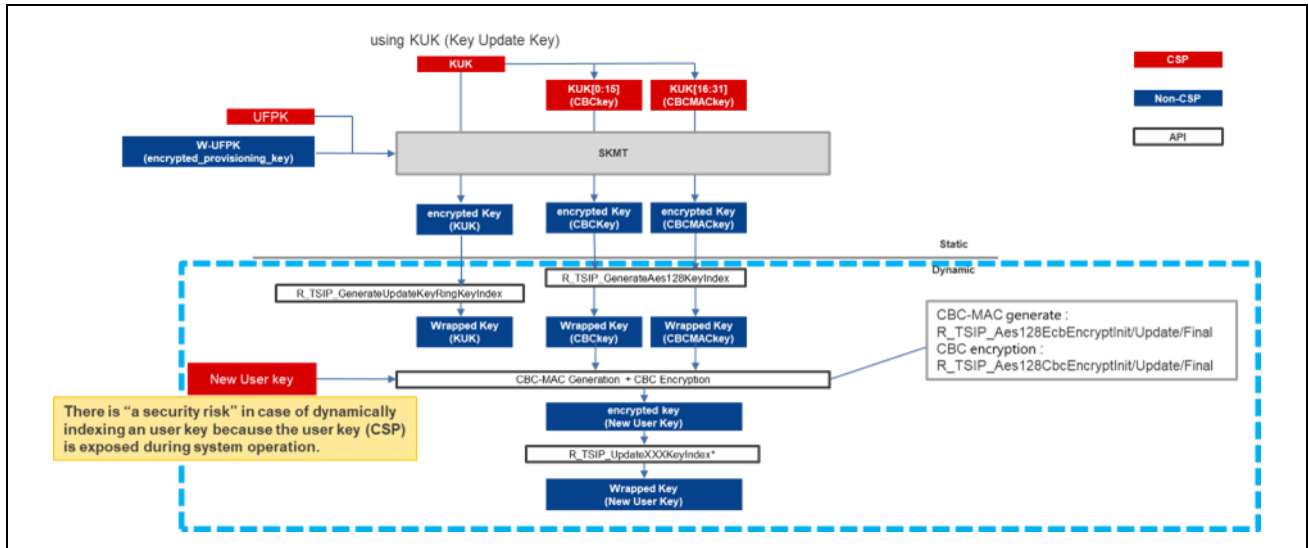 using KUK (Key Update Key)
KUK
CSP
KUK[0:15]
(CBCkey)
KUK[16:31]
(CBCMACkey)
Non-CSP
UFPK
API
W-UFPK
(encrypted_provisioning_key)
SKMT
encrypted Key
(KUK)
encrypted Key
(CBCKey)
encrypted Key
(CBCMACKey)
Static
Dynamic
R_TSIP_GenerateAes128KeyIndex
R_TSIP_GenerateUpdateKeyRingKeyIndex
Wrapped Key
(KUK)
Wrapped Key
(CBCkey)
Wrapped Key
(CBCMACKey)
CBC-MAC generate :
R_TSIP_Aes128EcbEncryptInit/Update/Final
CBC encryption :
R_TSIP_Aes128CbcEncryptInit/Update/Final
New User key
CBC-MAC Generation + CBC Encryption
There is “a security risk” in case of dynamically
indexing an user key because the user key (CSP)
is exposed during system operation.
encrypted key
(New User Key)
R_TSIP_UpdateXXXKeyIndex*
Wrapped Key
(New User Key)